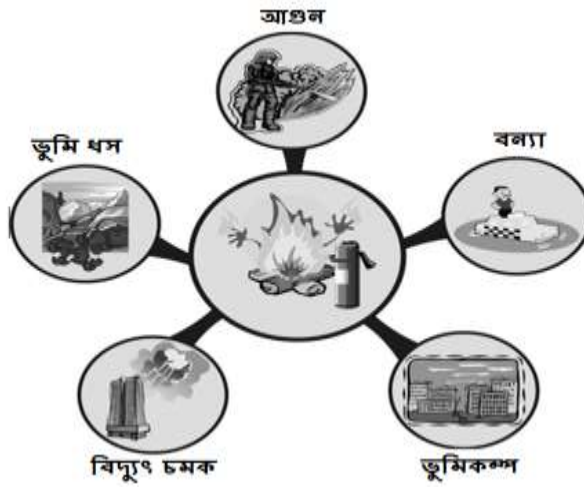 আগুন
ভুমি ধস
বন্যা
বিদ্যুৎ চমক
ভুমিকম্প